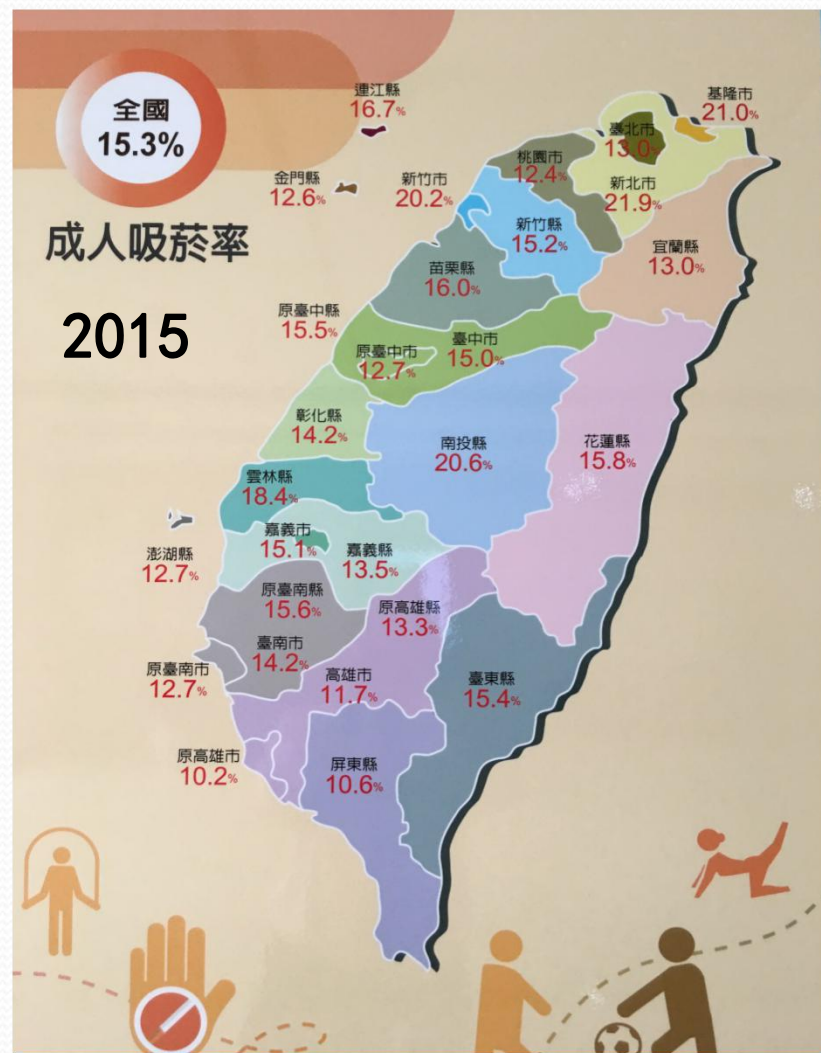 全國
15.3%
成人吸菸率
2015
連江縣
16.7%
基隆市
21.0%
臺北市
13.0%
桃園市
12.4%
金門縣
12.6%
新竹市
20.2%
新北市
21.9%
新竹縣
15.2%
宜蘭縣
13.0%
苗栗縣
16.0%
原臺中縣
15.5%
臺中市
15.0%
原臺中市
12.7%
彰化縣
14.2%
南投縣
20.6%
花蓮縣
15.8%
雲林縣
18.4%
嘉義市
15.1%
嘉義縣
13.5%
澎湖縣
12.7%
原臺南縣
15.6%
原高雄縣
13.3%
臺南市
14.2%
原臺南市
12.7%
高雄市
11.7%
臺東縣
15.4%
原高雄市
10.2%
屏東縣
10.6%